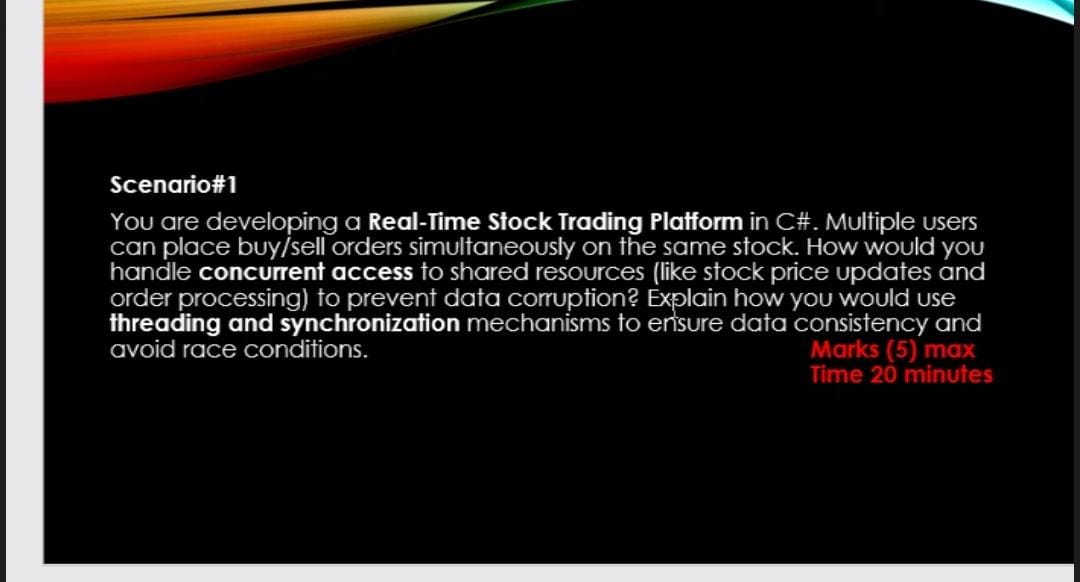 Scenario#1
You are developing a Real-Time Stock Trading Platform in C#. Multiple users
can place buy/sell orders simultaneously on the same stock. How would you
handle concurrent access to shared resources (like stock price updates and
order processing) to prevent data corruption? Explain how you would use
threading and synchronization mechanisms to ensure data consistency and
avoid race conditions.
Marks (5) max
Time 20 minutes